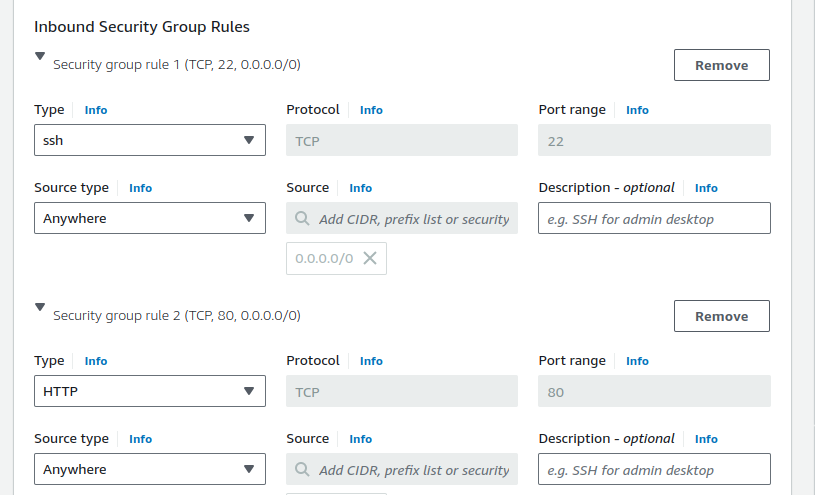 Inbound Security Group Rules
Security group rule 1 (TCP, 22, 0.0.0.0/0)
Remove
Type Info Protocol Info Port range Info
ssh TCP 22
Source type Info Source Info Description - optional Info
Anywhere Add CIDR, prefix list or security e.g. SSH for admin desktop
0.0.0.0/0
Security group rule 2 (TCP, 80, 0.0.0.0/0)
Remove
Type Info Protocol Info Port range Info
HTTP TCP 80
Source type Info Source Info Description - optional Info
Anywhere Add CIDR, prefix list or security e.g. SSH for admin desktop